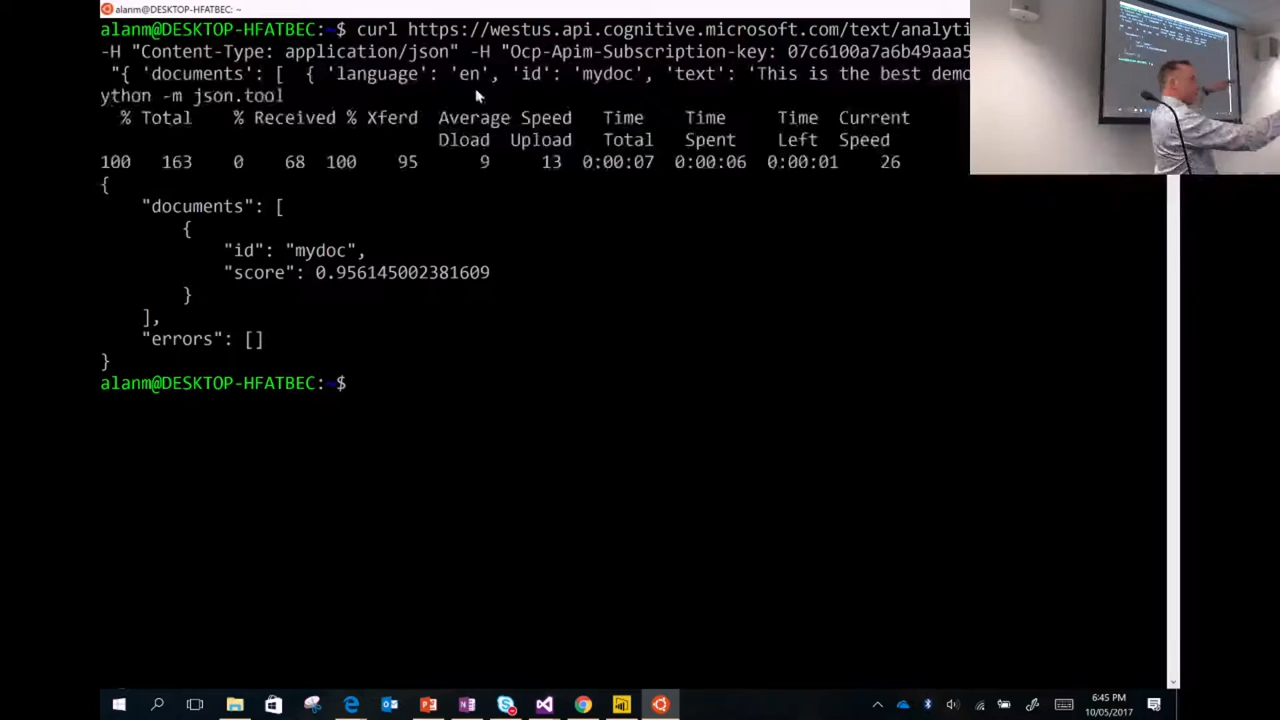 alanm@DESKTOP-HFATBEC: ~
alanm@DESKTOP-HFATBEC:~$ curl https://westus.api.cognitive.microsoft.com/text/analyti
-H "Content-Type: application/json" -H "Ocp-Apim-Subscription-key: 07c6100a7a6b49aaa5
"{ 'documents': [  { 'language': 'en', 'id': 'mydoc', 'text': 'This is the best demo
ython -m json.tool
% Total % Received % Xferd Average Speed Time Time Time Current
Dload Upload Total Spent Left Speed
100 163 0 68 100 95 9 13 0:00:07 0:00:06 0:00:01 26
{
"documents": [
{
"id": "mydoc",
"score": 0.956145002381609
}
],
"errors": []
}
alanm@DESKTOP-HFATBEC:~$
6:45 PM
10/05/2017